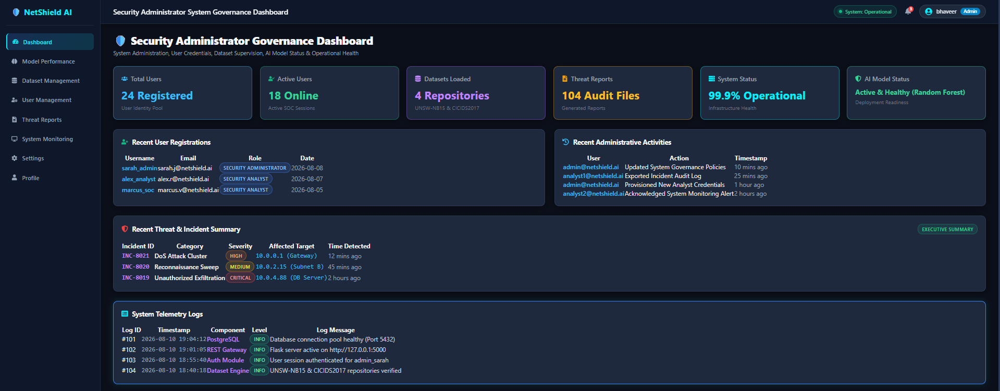 NetShield AI
Security Administrator System Governance Dashboard
System: Operational
3
bhaveer Admin
Dashboard
Model Performance
Dataset Management
User Management
Threat Reports
System Monitoring
Settings
Profile
Security Administrator Governance Dashboard
System Administration, User Credentials, Dataset Supervision, AI Model Status & Operational Health
Total Users
24 Registered
User Identity Pool
Active Users
18 Online
Active SOC Sessions
Datasets Loaded
4 Repositories
UNSW-NB15 & CICIDS2017
Threat Reports
104 Audit Files
Generated Reports
System Status
99.9% Operational
Infrastructure Health
AI Model Status
Active & Healthy (Random Forest)
Deployment Readiness
Recent User Registrations
Username Email Role Date
sarah_admin sarah.j@netshield.ai SECURITY ADMINISTRATOR 2026-08-08
alex_analyst alex.r@netshield.ai SECURITY ANALYST 2026-08-07
marcus_soc marcus.v@netshield.ai SECURITY ANALYST 2026-08-05
Recent Administrative Activities
User Action Timestamp
admin@netshield.ai Updated System Governance Policies 10 mins ago
analyst1@netshield.ai Exported Incident Audit Log 25 mins ago
admin@netshield.ai Provisioned New Analyst Credentials 1 hour ago
analyst2@netshield.ai Acknowledged System Monitoring Alert 2 hours ago
Recent Threat & Incident Summary
EXECUTIVE SUMMARY
Incident ID Category Severity Affected Target Time Detected
INC-8021 DoS Attack Cluster HIGH 10.0.0.1 (Gateway) 12 mins ago
INC-8020 Reconnaissance Sweep MEDIUM 10.0.2.15 (Subnet B) 45 mins ago
INC-8019 Unauthorized Exfiltration CRITICAL 10.0.4.88 (DB Server) 2 hours ago
System Telemetry Logs
Log ID Timestamp Component Level Log Message
#101 2026-08-10 19:04:12 PostgreSQL INFO Database connection pool healthy (Port 5432)
#102 2026-08-10 19:01:05 REST Gateway INFO Flask server active on http://127.0.0.1:5000
#103 2026-08-10 18:55:40 Auth Module INFO User session authenticated for admin_sarah
#104 2026-08-10 18:40:18 Dataset Engine INFO UNSW-NB15 & CICIDS2017 repositories verified